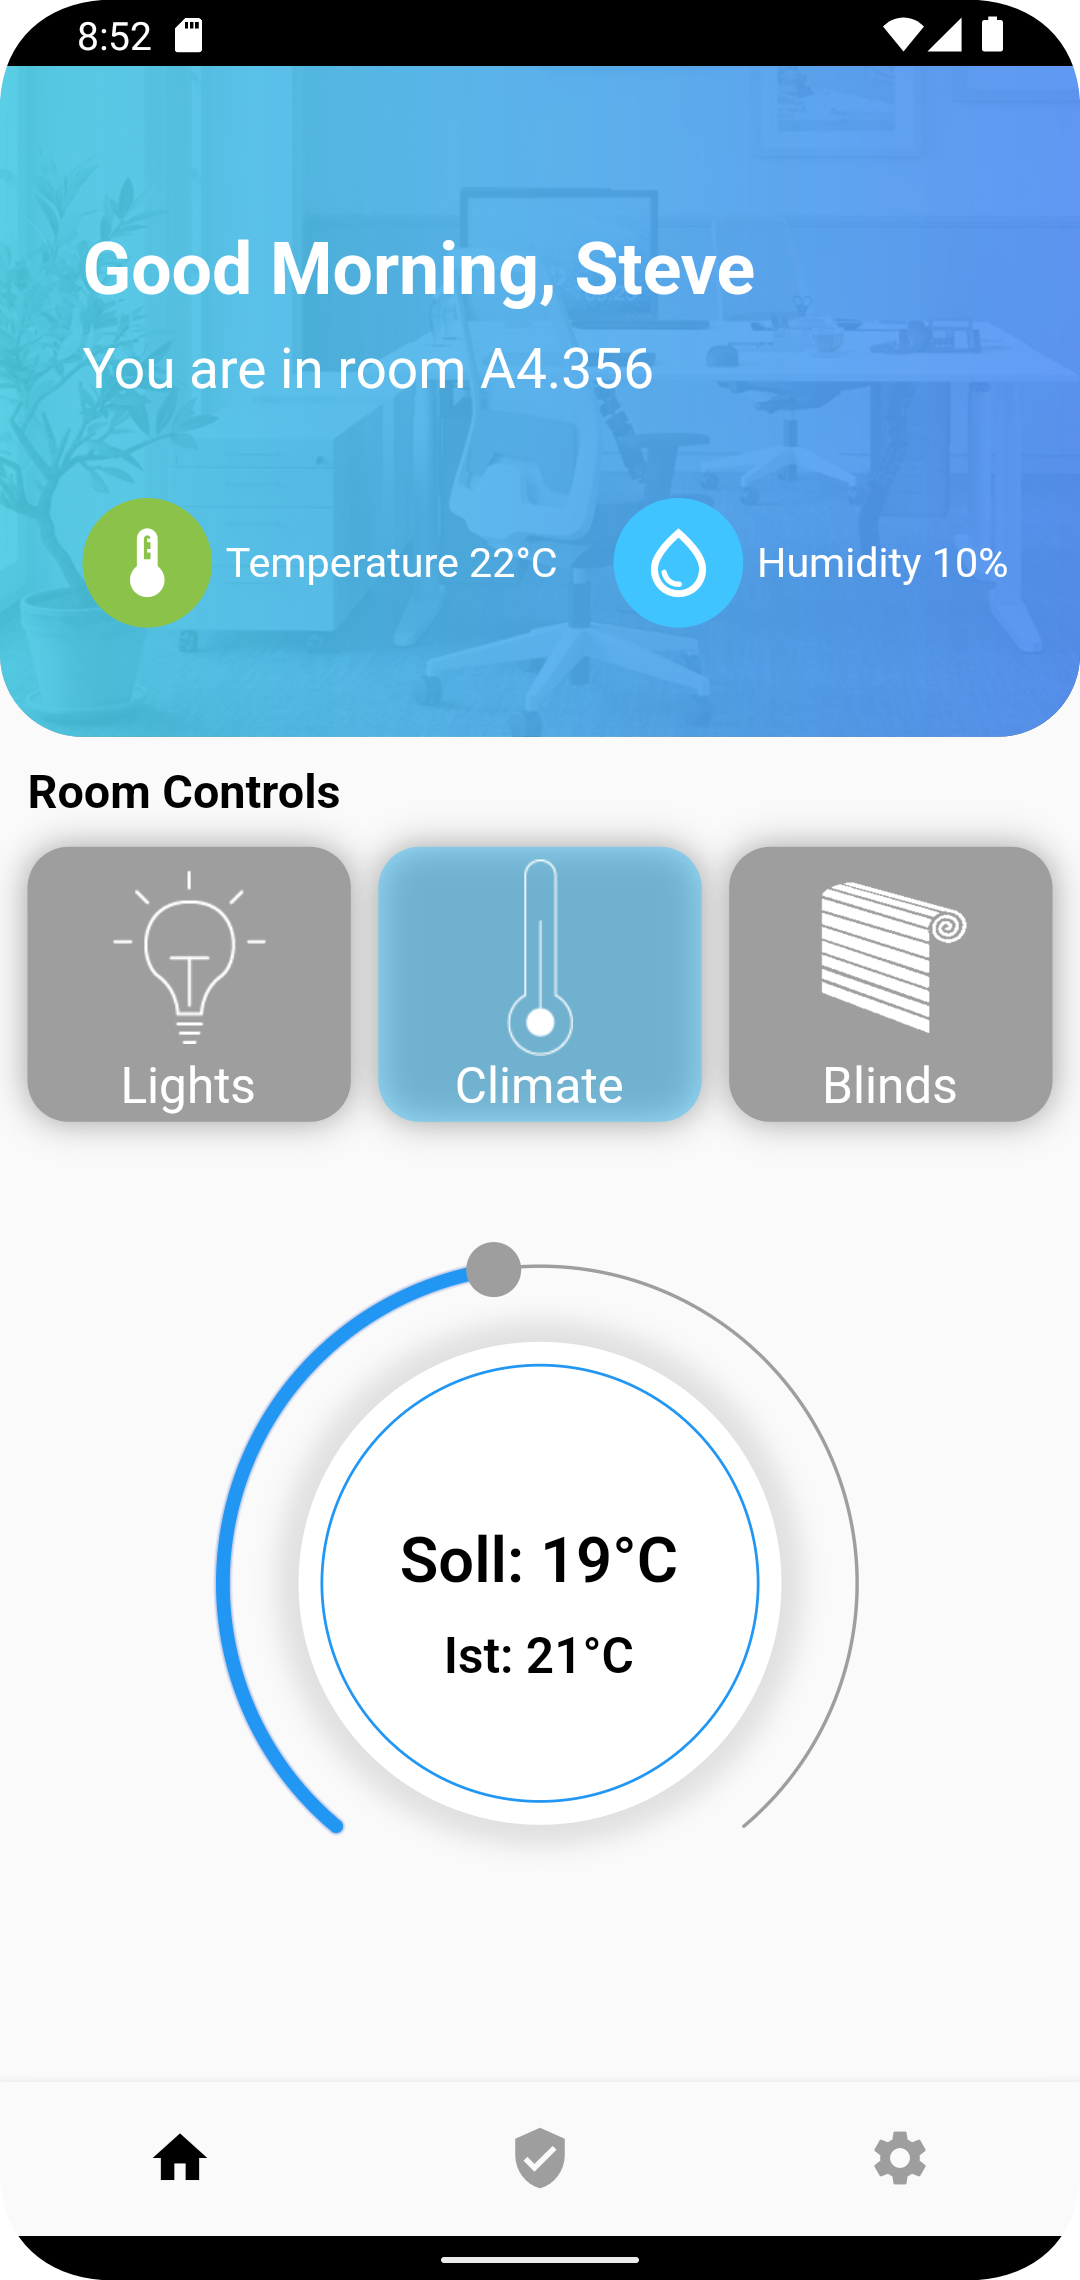 8:52
Good Morning, Steve
You are in room A4.356
Temperature 22°C
Humidity 10%
Room Controls
Lights
Climate
Blinds
Soll: 19°C
Ist: 21°C